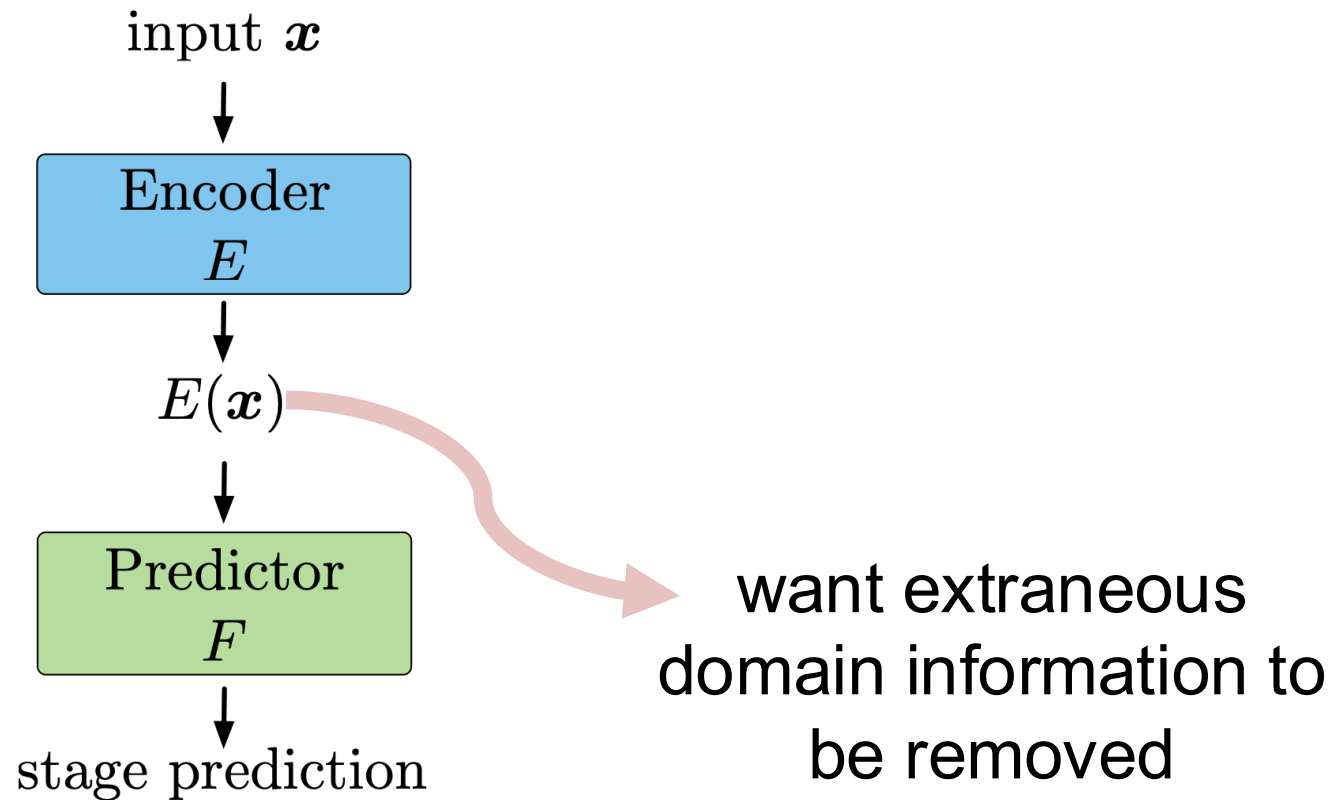 input x
Encoder
E
E(x)
Predictor
F
stage prediction
want extraneous
domain information to
be removed